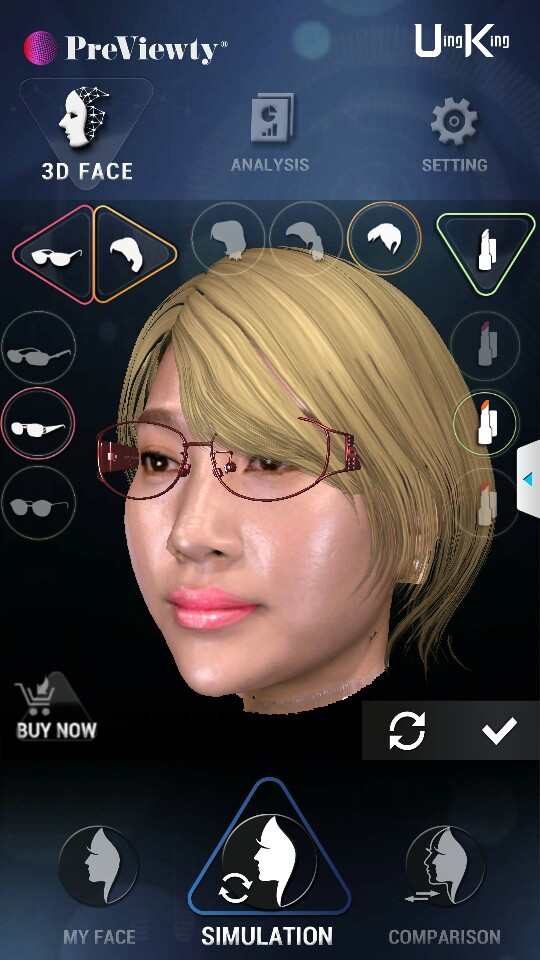 PreViewty®
UingKing
3D FACE
ANALYSIS
SETTING
BUY NOW
MY FACE
SIMULATION
COMPARISON